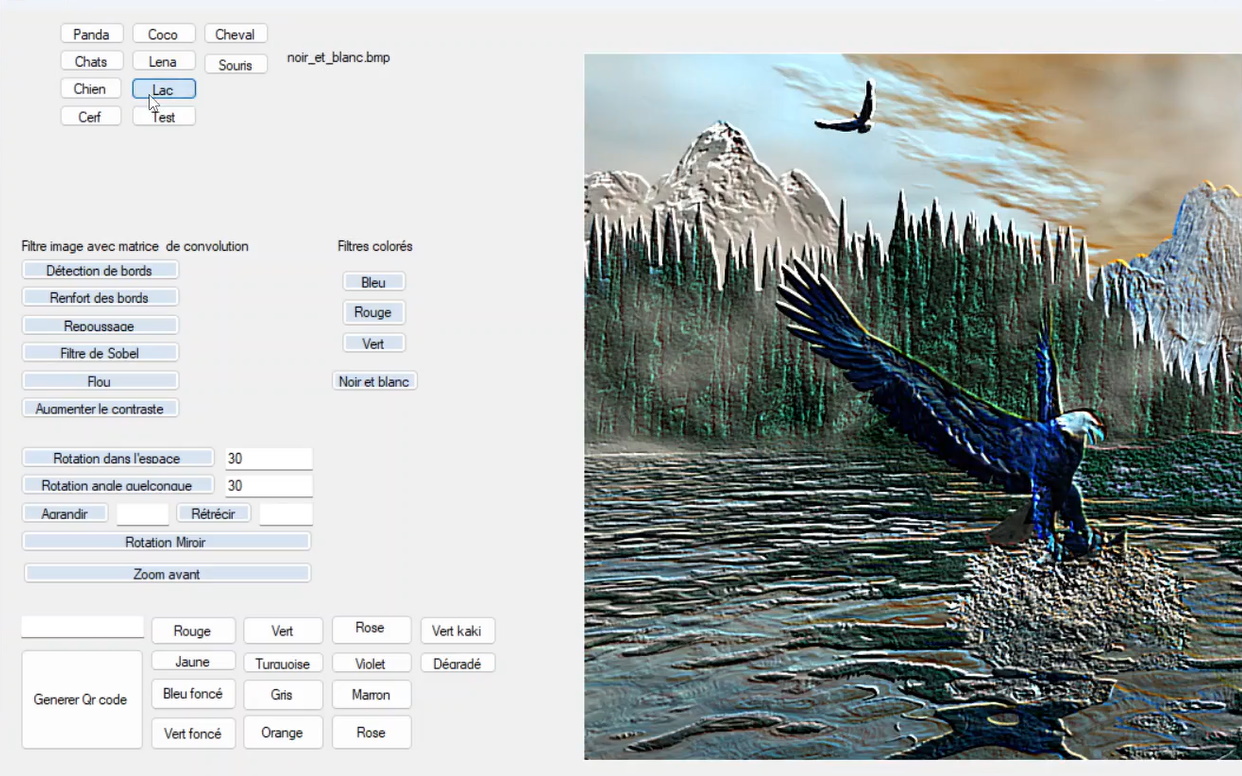 Panda Coco Cheval
Chats Lena Souris
noir_et_blanc.bmp
Chien Lac
Cerf Test
Filtre image avec matrice de convolution
Filtres colorés
Détection de bords
Renfort des bords
Repoussage
Filtre de Sobel
Flou
Augmenter le contraste
Bleu
Rouge
Vert
Noir et blanc
Rotation dans l'espace 30
Rotation angle quelconque 30
Agrandir Rétrécir
Rotation Miroir
Zoom avant
Generer Qr code
Rouge Vert Rose Vert kaki
Jaune Turquoise Violet Dégradé
Bleu foncé Gris Marron
Vert foncé Orange Rose